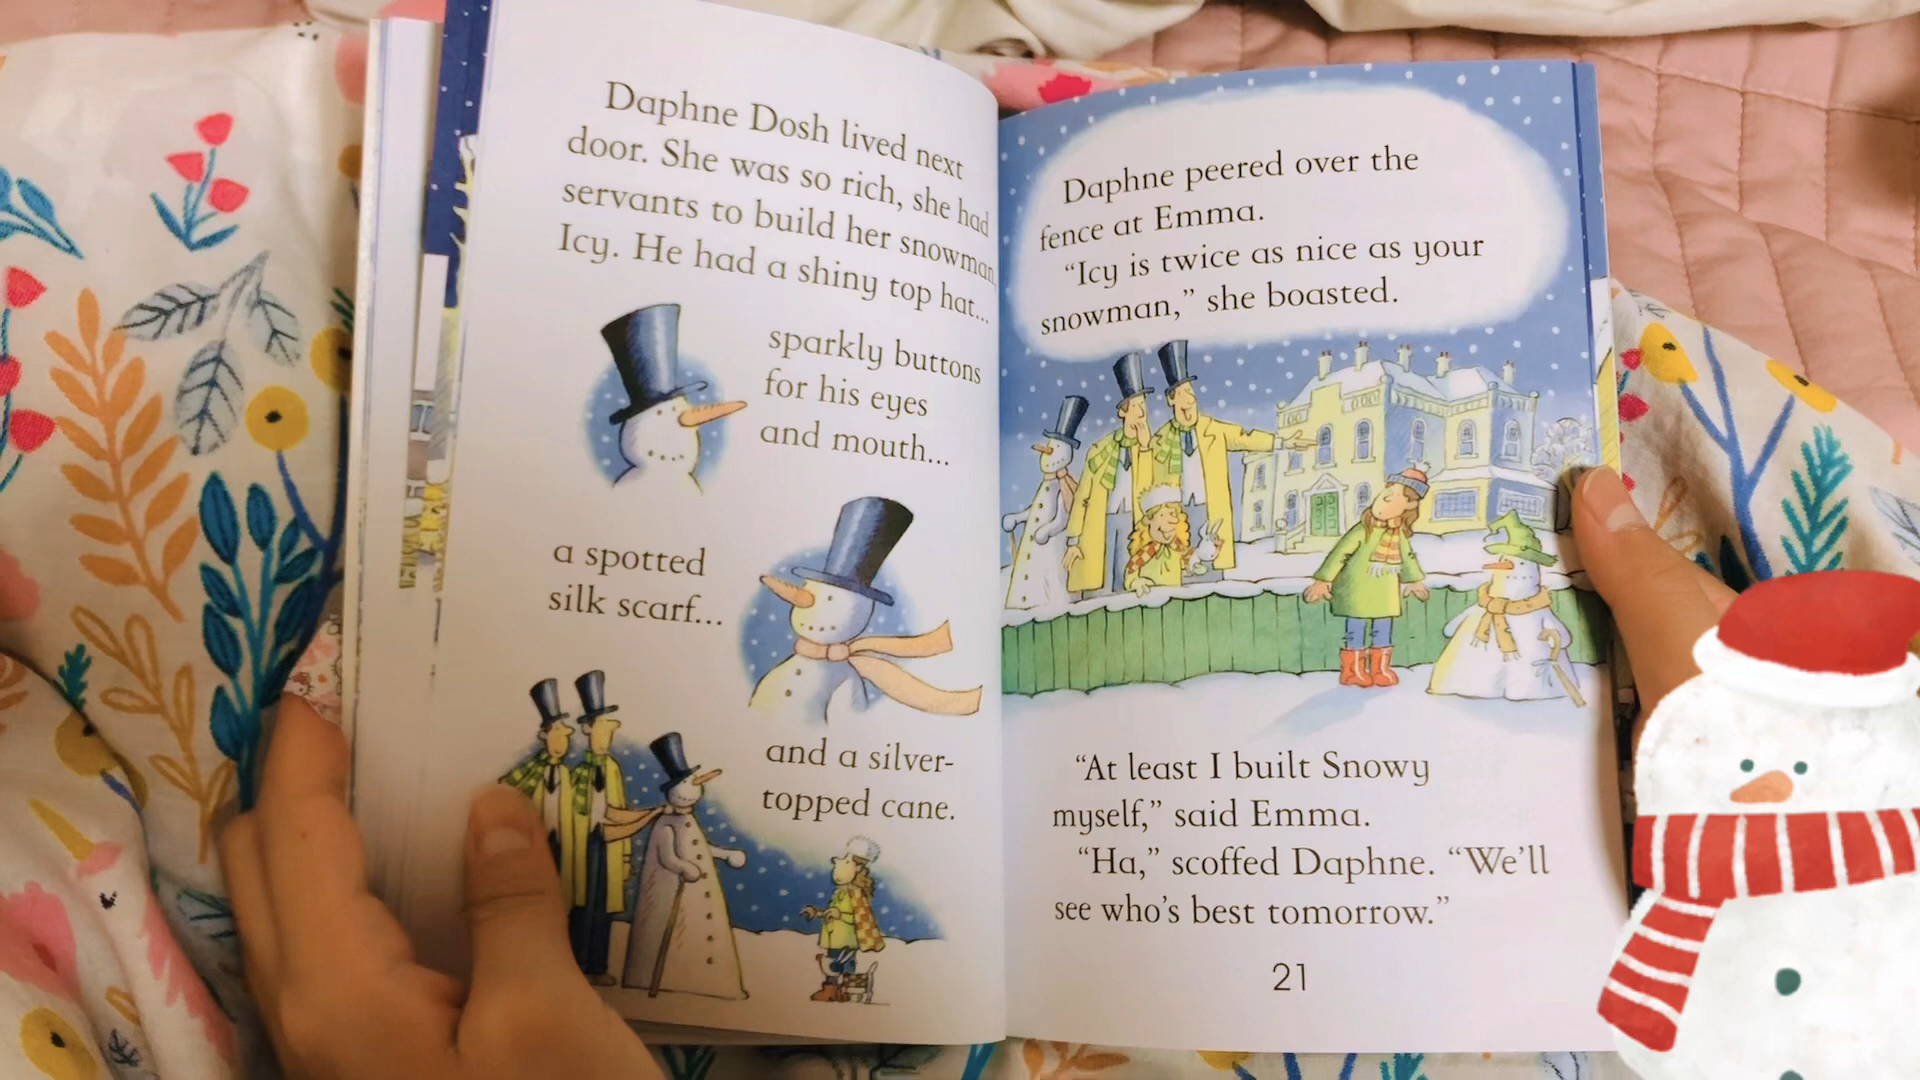 Daphne Dosh lived next
door. She was so rich, she had
servants to build her snowman,
Icy. He had a shiny top hat...
sparkly buttons
for his eyes
and mouth...
a spotted
silk scarf...
and a silver-
topped cane.
Daphne peered over the
fence at Emma.
“Icy is twice as nice as your
snowman,” she boasted.
“At least I built Snowy
myself,” said Emma.
“Ha,” scoffed Daphne. “We’ll
see who’s best tomorrow.”
21